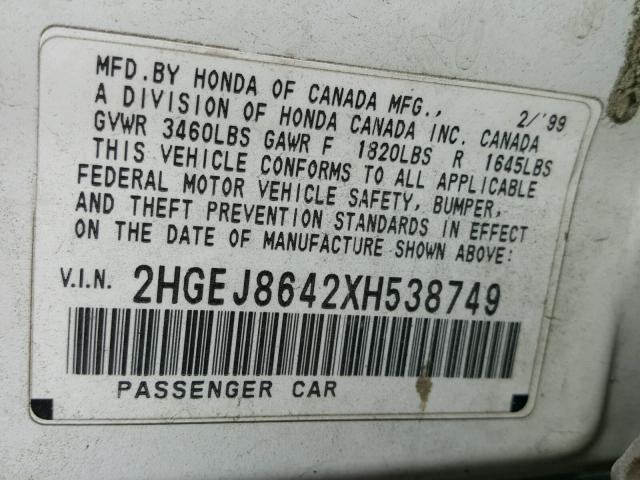 MFD.BY HONDA OF CANADA MFG., 2/'99
A DIVISION OF HONDA CANADA INC. CANADA
GVWR 3460LBS GAWR F 1820LBS R 1645LBS
THIS VEHICLE CONFORMS TO ALL APPLICABLE
FEDERAL MOTOR VEHICLE SAFETY, BUMPER,
AND THEFT PREVENTION STANDARDS IN EFFECT
ON THE DATE OF MANUFACTURE SHOWN ABOVE:
V.I.N. 2HGEJ8642XH538749
PASSENGER CAR